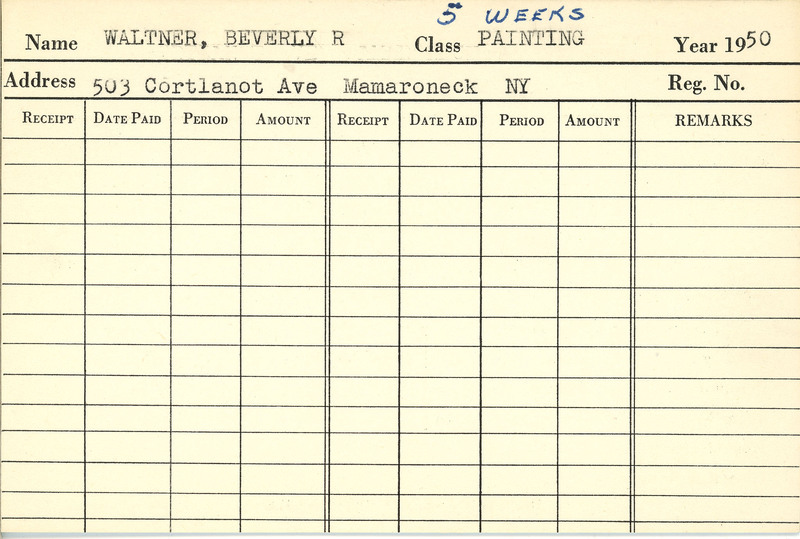 5 WEEKS
Name WALTNER, BEVERLY R Class PAINTING Year 1950
Address 503 Cortlanot Ave Mamaroneck NY Reg. No.
RECEIPT DATE PAID PERIOD AMOUNT RECEIPT DATE PAID PERIOD AMOUNT REMARKS